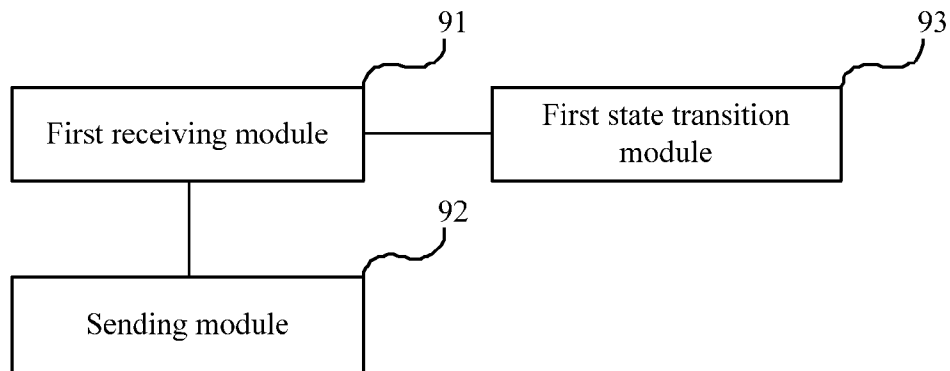 91
93
First receiving module
First state transition
module
92
Sending module